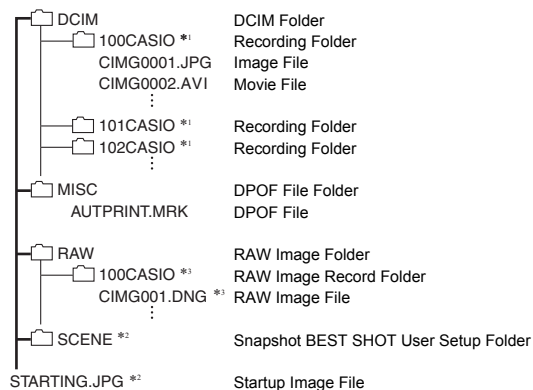 DCIM DCIM Folder
100CASIO *1 Recording Folder
CIMG0001.JPG Image File
CIMG0002.AVI Movie File
101CASIO *1 Recording Folder
102CASIO *1 Recording Folder
MISC DPOF File Folder
AUTPRINT.MRK DPOF File
RAW RAW Image Folder
100CASIO *3 RAW Image Record Folder
CIMG001.DNG *3 RAW Image File
SCENE *2 Snapshot BEST SHOT User Setup Folder
STARTING.JPG *2 Startup Image File